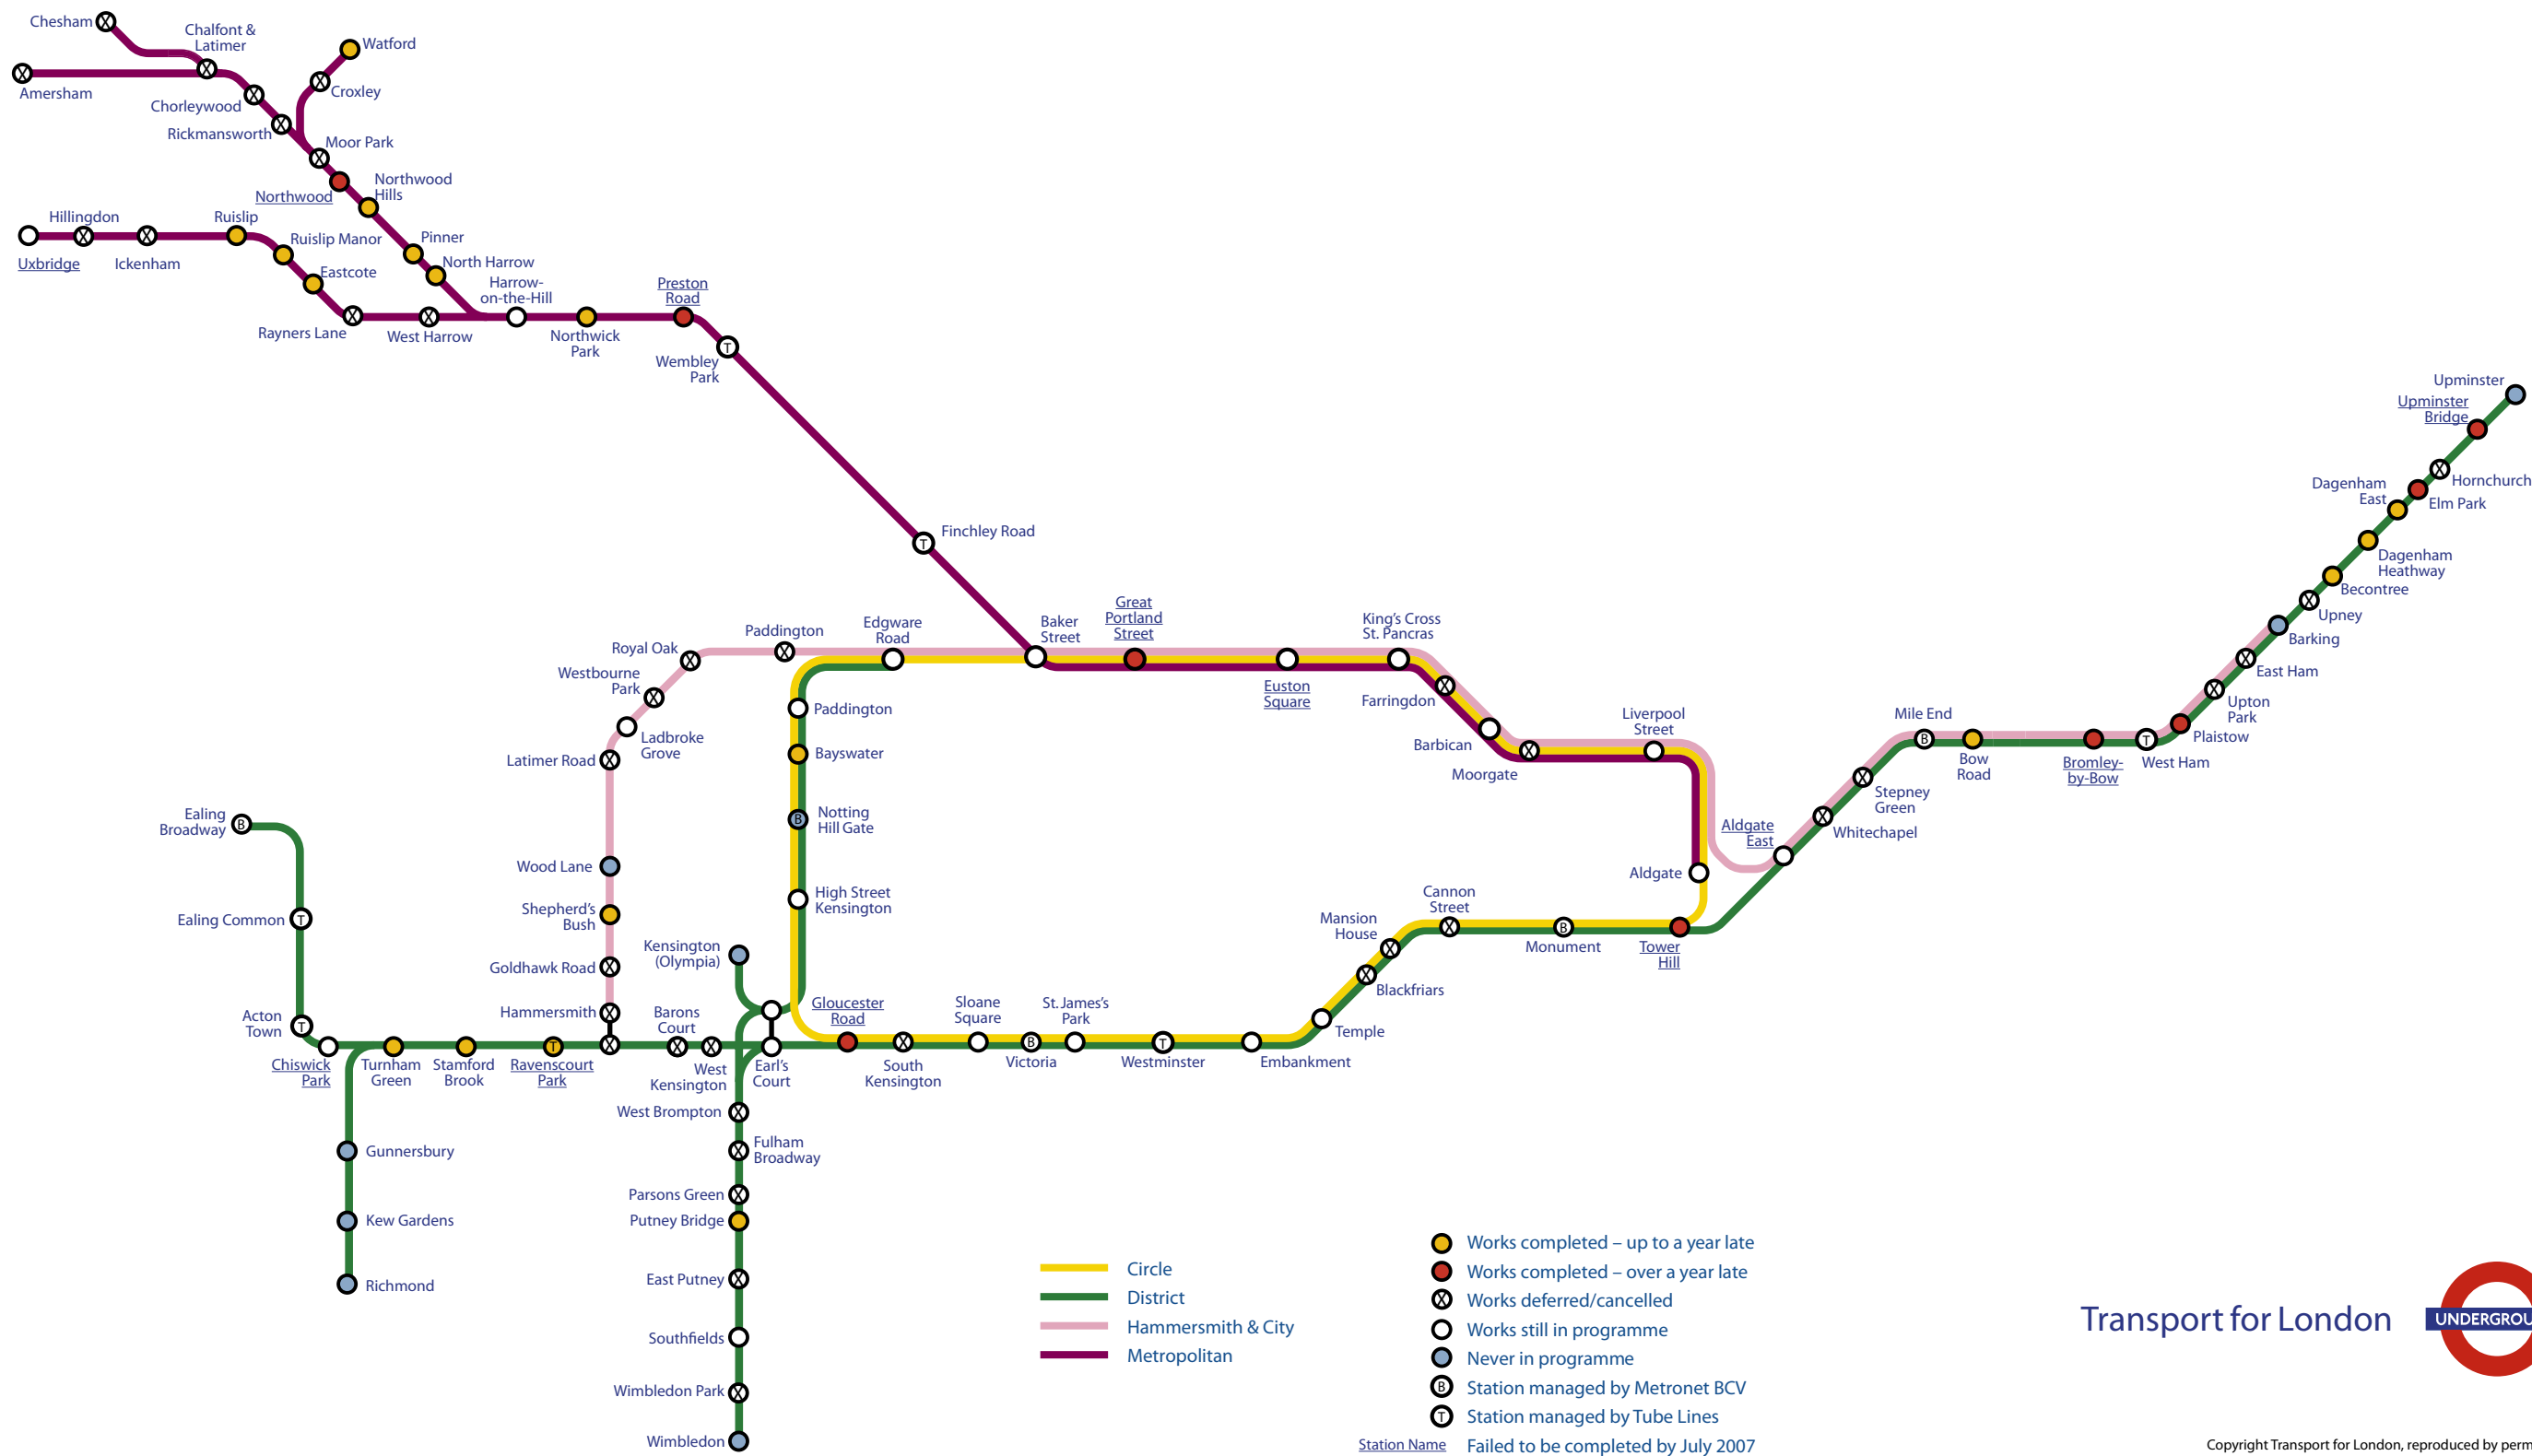 Chesham
Chalfont &
Latimer
Watford
Amersham
Croxley
Chorleywood
Rickmansworth
Moor Park
Northwood
Hills
Northwood
Hillingdon
Ruislip
Ruislip Manor
Pinner
Uxbridge
Ickenham
Eastcote
North Harrow
Harrow-
on-the-Hill
Preston
Road
Rayners Lane
West Harrow
Northwick
Park
Wembley
Park
Upminster
Upminster
Bridge
Hornchurch
Dagenham
East
Elm Park
Finchley Road
Dagenham
Heathway
Becontree
Upney
Barking
East Ham
Upton
Park
Plaistow
Royal Oak
Paddington
Edgware
Road
Baker
Street
Great
Portland
Street
King's Cross
St. Pancras
Westbourne
Park
Euston
Square
Farringdon
Paddington
Ladbroke
Grove
Latimer Road
Bayswater
Barbican
Moorgate
Liverpool
Street
Mile End
Bow
Road
Bromley-
by-Bow
West Ham
Stepney
Green
Whitechapel
Aldgate
East
Ealing
Broadway
B
B
Notting
Hill Gate
Wood Lane
Aldgate
Shepherd's
Bush
High Street
Kensington
Cannon
Street
Mansion
House
Ealing Common
T
Monument
B
Tower
Hill
Kensington
(Olympia)
Goldhawk Road
Blackfriars
Acton
Town
T
Hammersmith
Barons
Court
Gloucester
Road
Sloane
Square
St. James's
Park
Temple
Chiswick
Park
Turnham
Green
Stamford
Brook
Ravenscourt
Park
T
West
Kensington
Earl's
Court
South
Kensington
Victoria
B
Westminster
T
Embankment
West Brompton
Gunnersbury
Fulham
Broadway
Parsons Green
Kew Gardens
Putney Bridge
Richmond
East Putney
Southfields
Wimbledon Park
Wimbledon
Circle
District
Hammersmith & City
Metropolitan
Works completed – up to a year late
Works completed – over a year late
X Works deferred/cancelled
Works still in programme
Never in programme
B Station managed by Metronet BCV
T Station managed by Tube Lines
Station Name Failed to be completed by July 2007
Transport for London
UNDERGROU
Copyright Transport for London, reproduced by perm